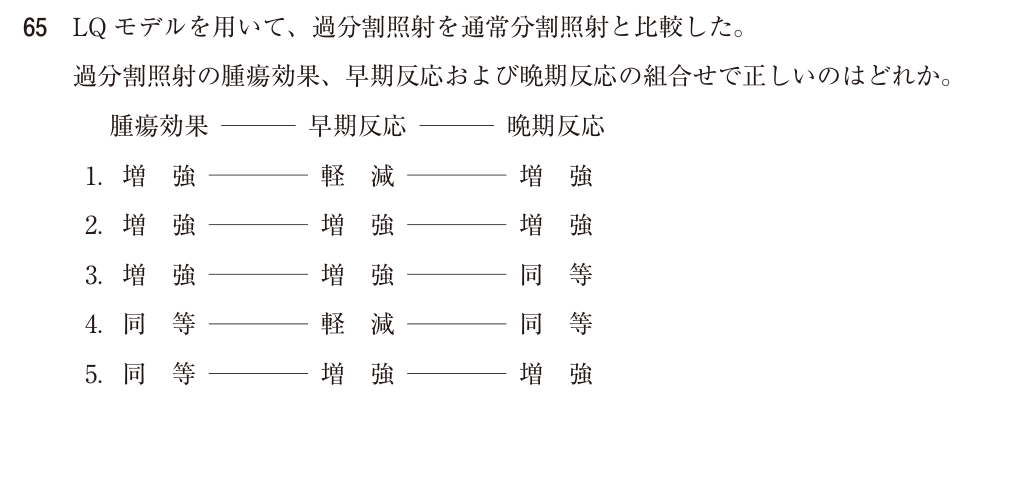 65 LQ モデルを用いて、過分割照射を通常分割照射と比較した。
過分割照射の腫瘍効果、早期反応および晩期反応の組合せで正しいのはどれか。
腫瘍効果 ――― 早期反応 ――― 晩期反応
1. 増 強 ―――― 軽 減 ―――― 増 強
2. 増 強 ―――― 増 強 ―――― 増 強
3. 増 強 ―――― 増 強 ―――― 同 等
4. 同 等 ―――― 軽 減 ―――― 同 等
5. 同 等 ―――― 増 強 ―――― 増 強